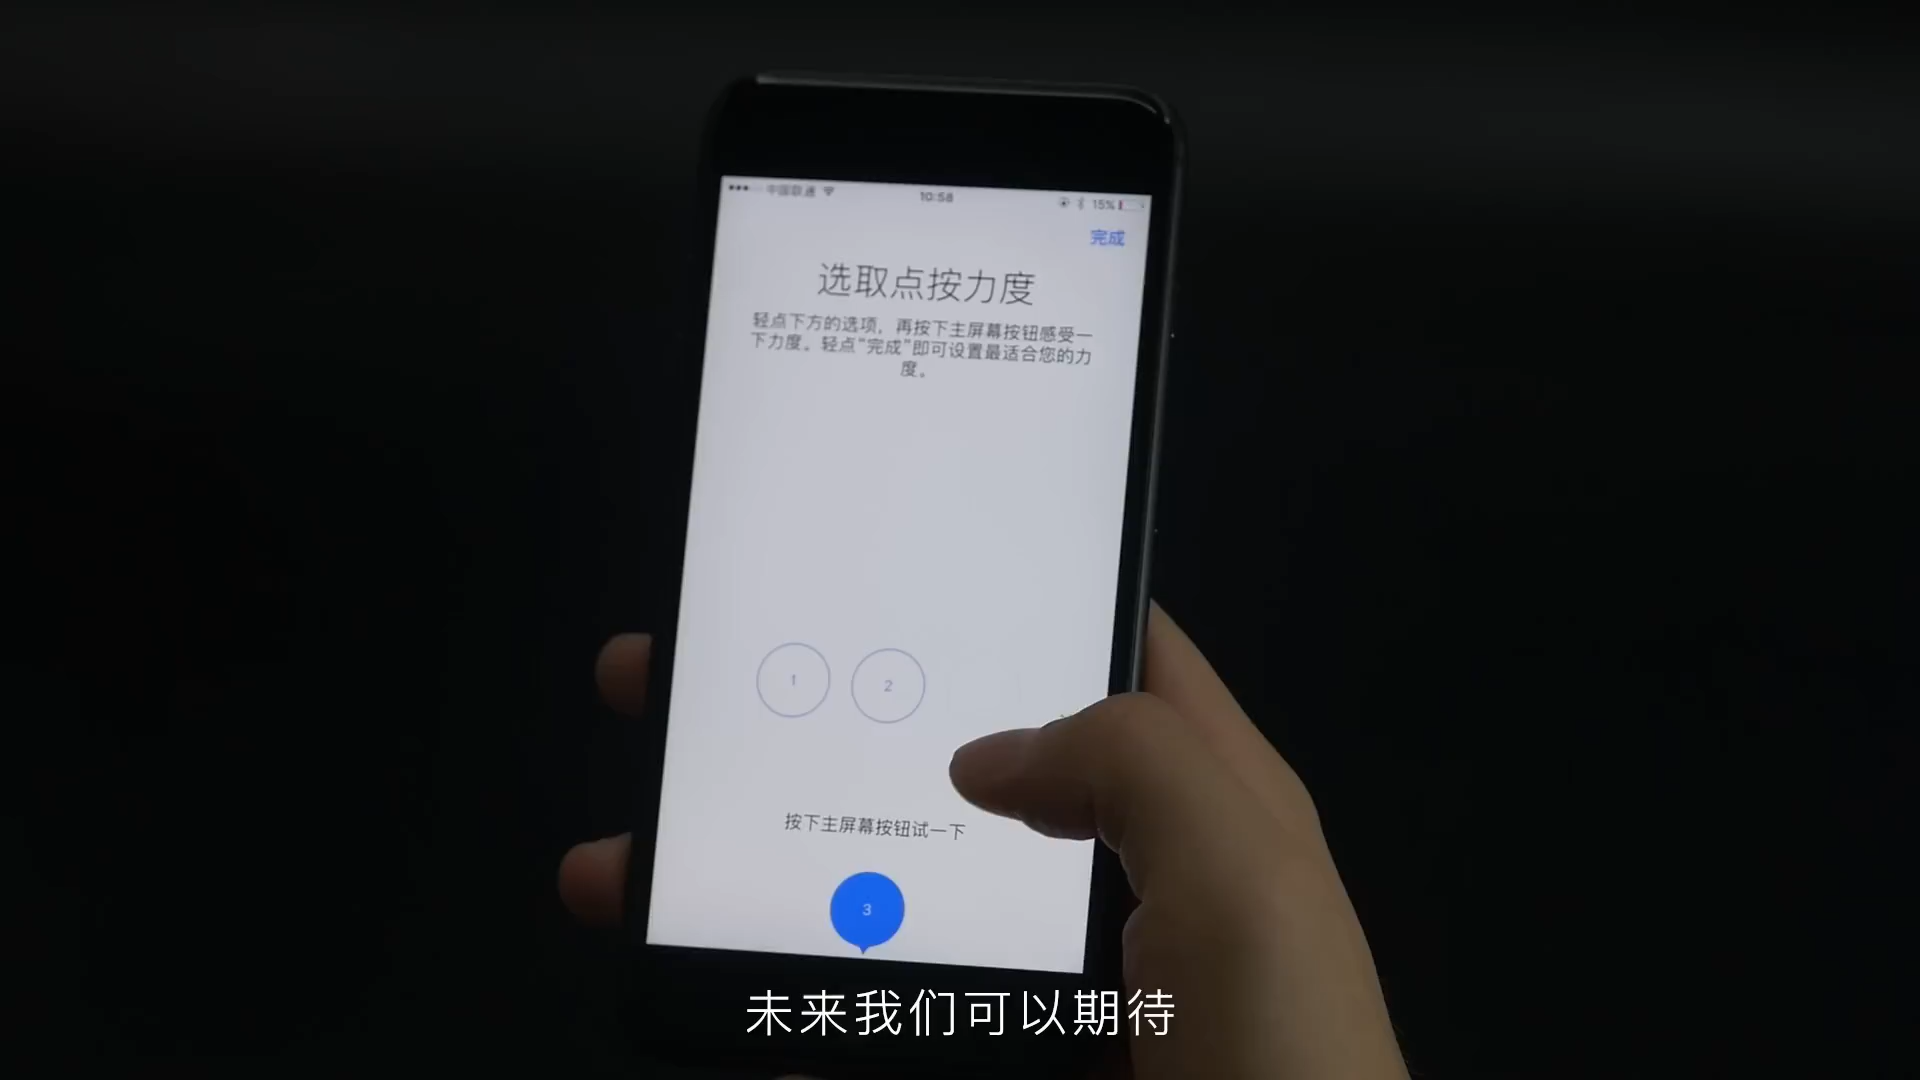 中国联通
10:58
15%
完成
选取点按力度
轻点下方的选项，再按下主屏幕按钮感受一
下力度。轻点“完成”即可设置最适合您的力
度。
1
2
按下主屏幕按钮试一下
3
未来我们可以期待